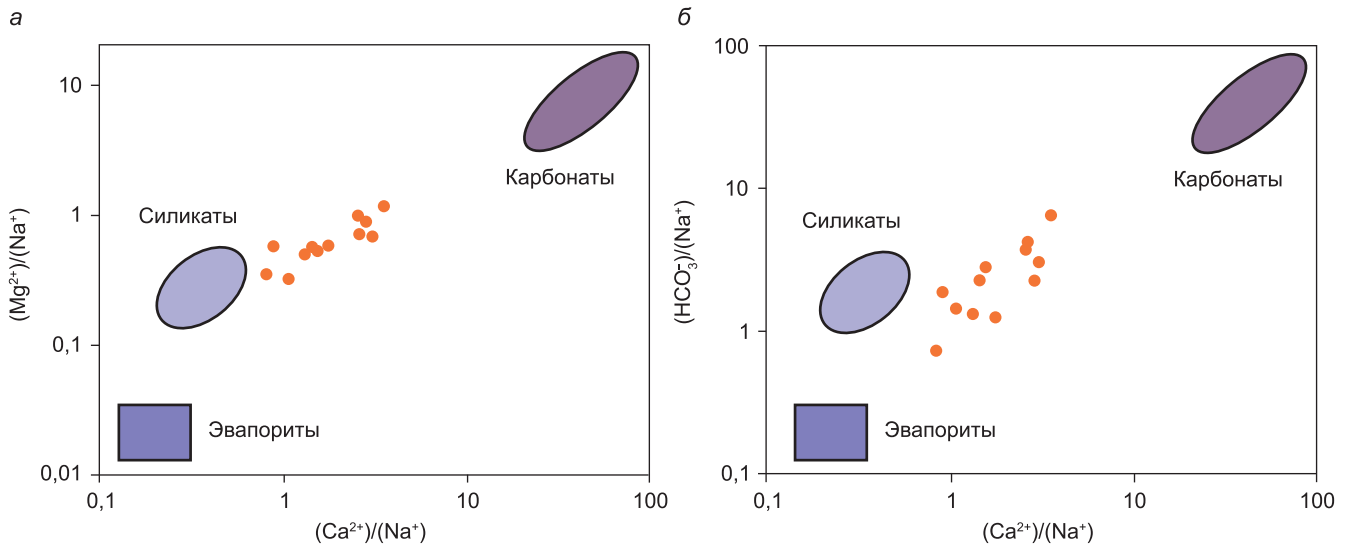 а
10
1
0,1
0,01
(Mg²⁺)/(Na⁺)
Силикаты
Карбонаты
Эвапориты
0,1
1
10
100
(Ca²⁺)/(Na⁺)
б
100
10
1
0,1
(HCO₃⁻)/(Na⁺)
Силикаты
Карбонаты
Эвапориты
0,1
1
10
100
(Ca²⁺)/(Na⁺)